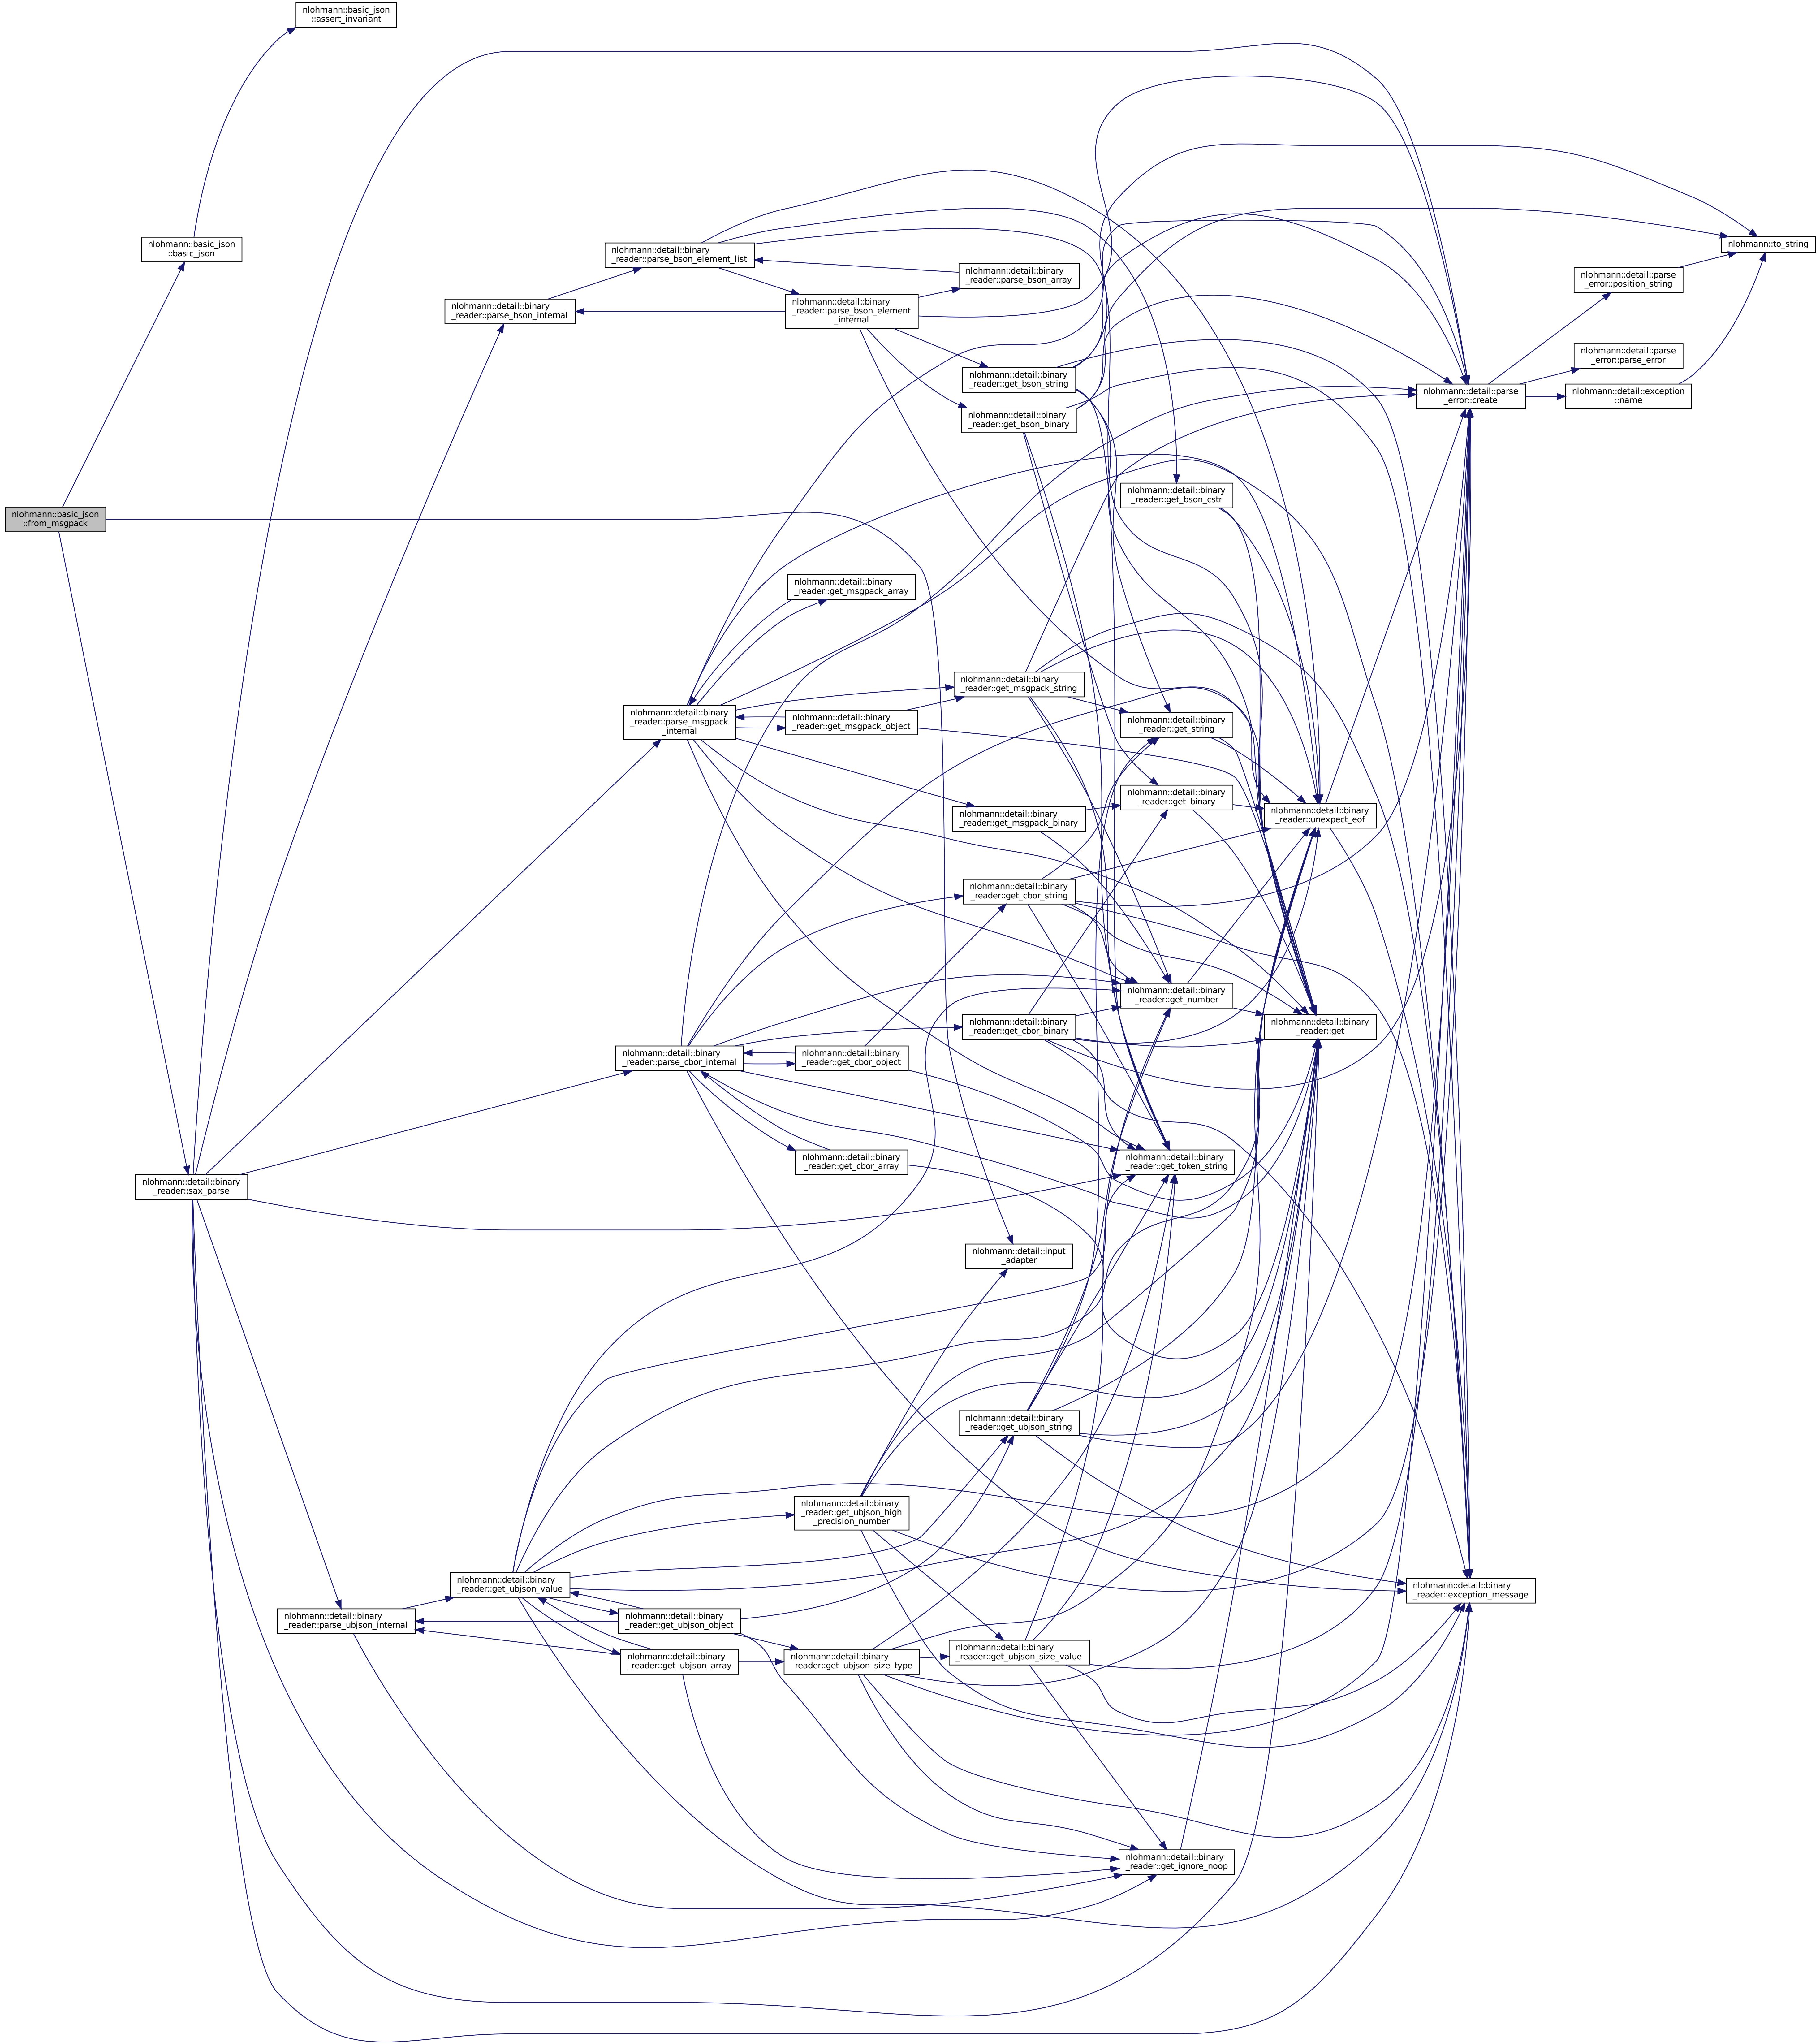 nlohmann::basic_json
::assert_invariant
nlohmann::basic_json
::basic_json
nlohmann::to_string
nlohmann::detail::binary
_reader::parse_bson_element_list
nlohmann::detail::binary
_reader::parse_bson_array
nlohmann::detail::parse
_error::position_string
nlohmann::detail::binary
_reader::parse_bson_internal
nlohmann::detail::binary
_reader::parse_bson_element
_internal
nlohmann::detail::parse
_error::parse_error
nlohmann::detail::binary
_reader::get_bson_string
nlohmann::detail::parse
_error::create
nlohmann::detail::exception
::name
nlohmann::detail::binary
_reader::get_bson_binary
nlohmann::detail::binary
_reader::get_bson_cstr
nlohmann::basic_json
::from_msgpack
nlohmann::detail::binary
_reader::get_msgpack_array
nlohmann::detail::binary
_reader::get_msgpack_string
nlohmann::detail::binary
_reader::parse_msgpack
_internal
nlohmann::detail::binary
_reader::get_msgpack_object
nlohmann::detail::binary
_reader::get_string
nlohmann::detail::binary
_reader::get_binary
nlohmann::detail::binary
_reader::get_msgpack_binary
nlohmann::detail::binary
_reader::unexpect_eof
nlohmann::detail::binary
_reader::get_cbor_string
nlohmann::detail::binary
_reader::get_number
nlohmann::detail::binary
_reader::get_cbor_binary
nlohmann::detail::binary
_reader::get
nlohmann::detail::binary
_reader::parse_cbor_internal
nlohmann::detail::binary
_reader::get_cbor_object
nlohmann::detail::binary
_reader::get_cbor_array
nlohmann::detail::binary
_reader::get_token_string
nlohmann::detail::binary
_reader::sax_parse
nlohmann::detail::input
_adapter
nlohmann::detail::binary
_reader::get_ubjson_string
nlohmann::detail::binary
_reader::get_ubjson_high
_precision_number
nlohmann::detail::binary
_reader::get_ubjson_value
nlohmann::detail::binary
_reader::exception_message
nlohmann::detail::binary
_reader::parse_ubjson_internal
nlohmann::detail::binary
_reader::get_ubjson_object
nlohmann::detail::binary
_reader::get_ubjson_array
nlohmann::detail::binary
_reader::get_ubjson_size_type
nlohmann::detail::binary
_reader::get_ubjson_size_value
nlohmann::detail::binary
_reader::get_ignore_noop